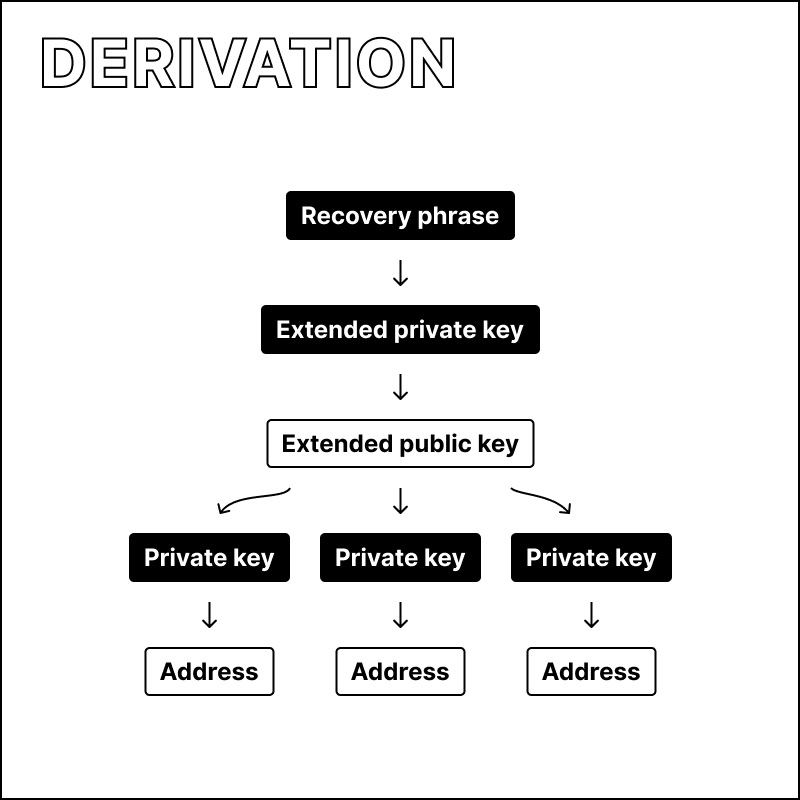 DERIVATION
Recovery phrase
Extended private key
Extended public key
Private key Private key Private key
Address Address Address